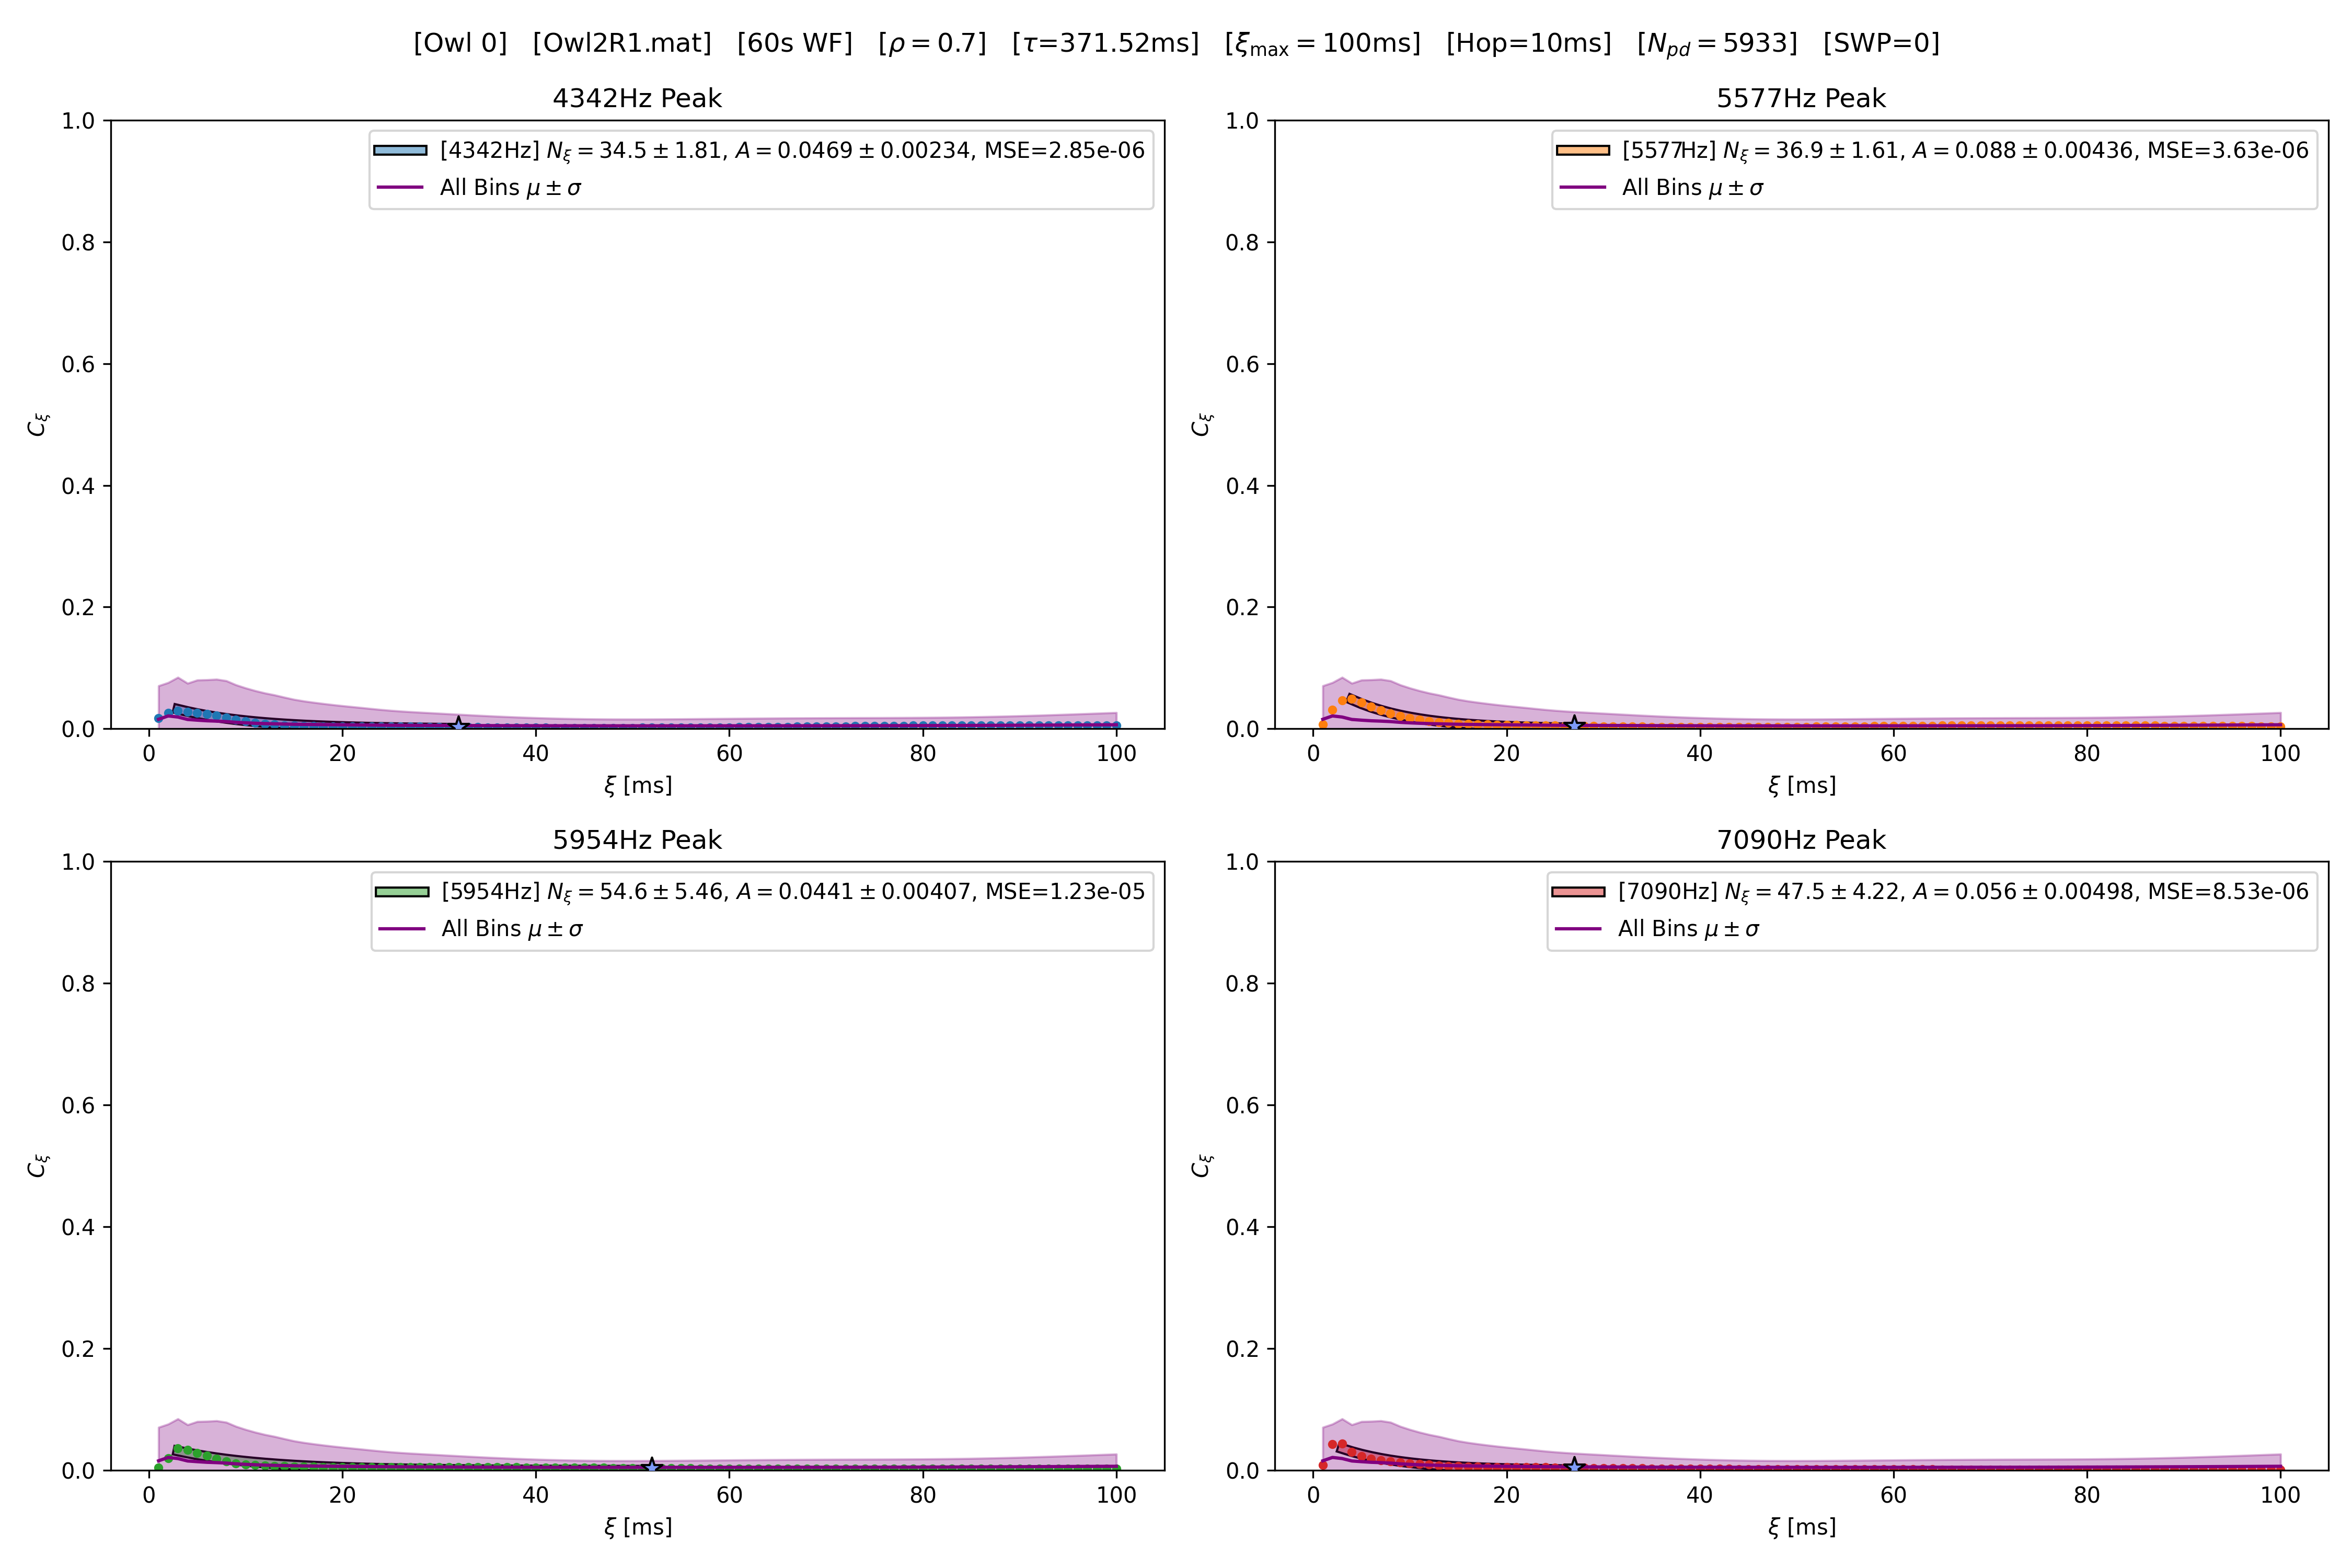 [Owl 0] [Owl2R1.mat] [60s WF] [ρ = 0.7] [τ=371.52ms] [ξmax = 100ms] [Hop=10ms] [Npd = 5933] [SWP=0]
4342Hz Peak
1.0
0.8
0.6
0.4
0.2
0.0
Cξ
[4342Hz] Nξ = 34.5 ± 1.81, A = 0.0469 ± 0.00234, MSE=2.85e-06
All Bins μ ± σ
0 20 40 60 80 100
ξ [ms]
5577Hz Peak
1.0
0.8
0.6
0.4
0.2
0.0
Cξ
[5577Hz] Nξ = 36.9 ± 1.61, A = 0.088 ± 0.00436, MSE=3.63e-06
All Bins μ ± σ
0 20 40 60 80 100
ξ [ms]
5954Hz Peak
1.0
0.8
0.6
0.4
0.2
0.0
Cξ
[5954Hz] Nξ = 54.6 ± 5.46, A = 0.0441 ± 0.00407, MSE=1.23e-05
All Bins μ ± σ
0 20 40 60 80 100
ξ [ms]
7090Hz Peak
1.0
0.8
0.6
0.4
0.2
0.0
Cξ
[7090Hz] Nξ = 47.5 ± 4.22, A = 0.056 ± 0.00498, MSE=8.53e-06
All Bins μ ± σ
0 20 40 60 80 100
ξ [ms]